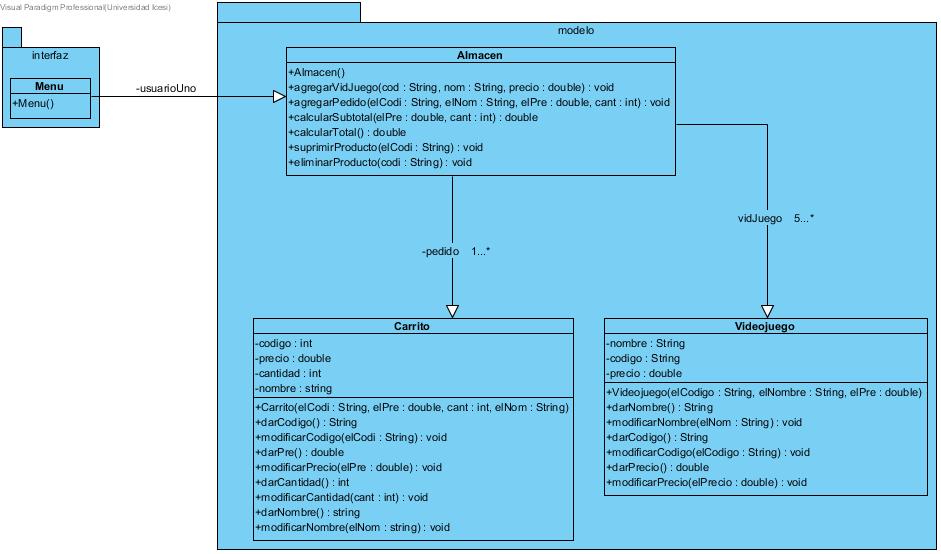 Visual Paradigm Professional(Universidad Icesi)
interfaz
Menu
+Menu()
-usuarioUno
modelo
Almacen
+Almacen()
+agregarVidJuego(cod : String, nom : String, precio : double) : void
+agregarPedido(elCodi : String, elNom : String, elPre : double, cant : int) : void
+calcularSubtotal(elPre : double, cant : int) : double
+calcularTotal() : double
+suprimirProducto(elCodi : String) : void
+eliminarProducto(codi : String) : void
vidJuego 5...*
-pedido 1...*
Carrito
-codigo : int
-precio : double
-cantidad : int
-nombre : string
+Carrito(elCodi : String, elPre : double, cant : int, elNom : String)
+darCodigo() : String
+modificarCodigo(elCodi : String) : void
+darPre() : double
+modificarPrecio(elPre : double) : void
+darCantidad() : int
+modificarCantidad(cant : int) : void
+darNombre() : string
+modificarNombre(elNom : string) : void
Videojuego
-nombre : String
-codigo : String
-precio : double
+Videojuego(elCodigo : String, elNombre : String, elPre : double)
+darNombre() : String
+modificarNombre(elNom : String) : void
+darCodigo() : String
+modificarCodigo(elCodigo : String) : void
+darPrecio() : double
+modificarPrecio(elPrecio : double) : void